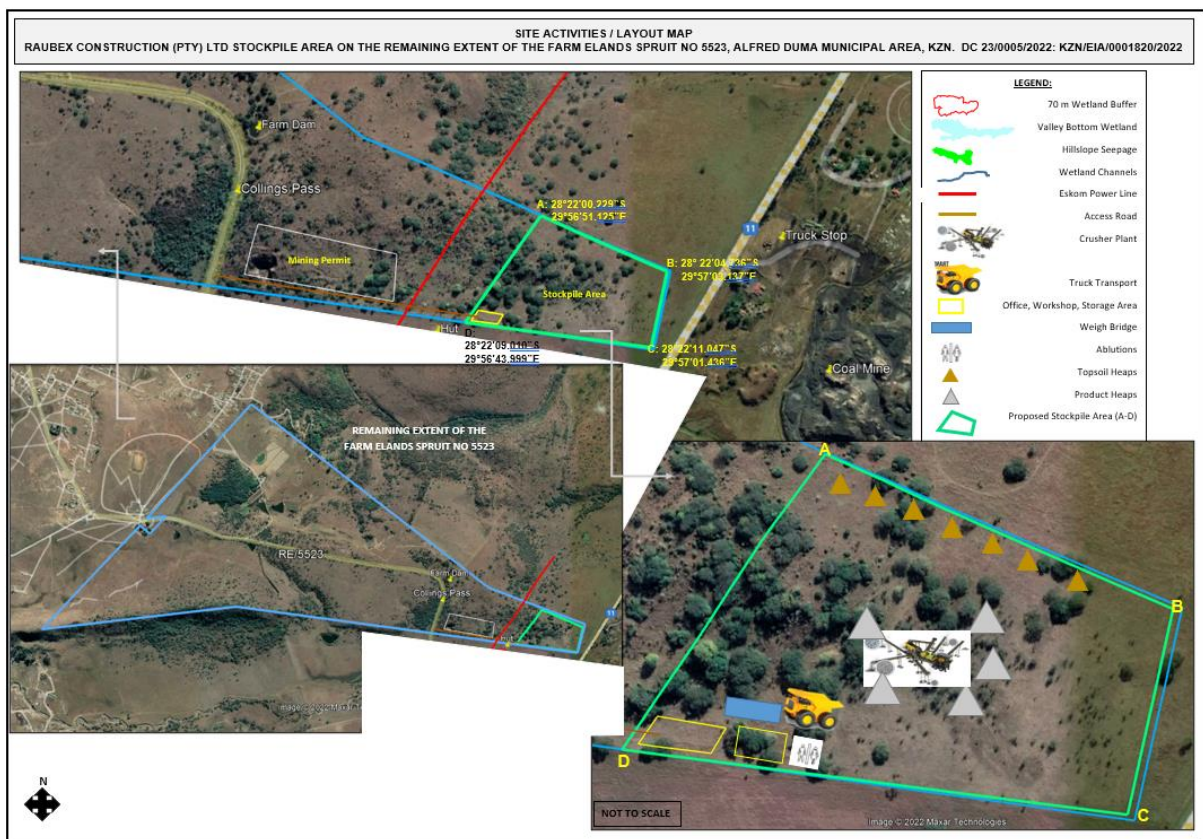 SITE ACTIVITIES / LAYOUT MAP
RAUBEX CONSTRUCTION (PTY) LTD STOCKPILE AREA ON THE REMAINING EXTENT OF THE FARM ELANDS SPRUIT NO 5523, ALFRED DUMA MUNICIPAL AREA, KZN. DC 23/0005/2022: KZN/EIA/0001820/2022
Farm Dam
Collings Pass
Mining Permit
A: 28°22'00.229"S
29°56'51.125"E
11
Truck Stop
B: 28° 22'04.736"S
Stockpile Area
Hut
D:
28°22'09.010"S
29°56'43.999"E
C: 28°22'11.047"S
29°57'01.436"E
Coal Mine
LEGEND:
70 m Wetland Buffer
Valley Bottom Wetland
Hillslope Seepage
Wetland Channels
Eskom Power Line
Access Road
Crusher Plant
Truck Transport
Office, Workshop, Storage Area
Weigh Bridge
Ablutions
Topsoil Heaps
Product Heaps
Proposed Stockpile Area (A-D)
REMAINING EXTENT OF THE
FARM ELANDS SPRUIT NO 5523
RE/5523
Farm Dam
Collings Pass
11
Hut
Image © 2022 Maxar
A
B
C
D
NOT TO SCALE
Image © 2022 Maxar Technologies
N